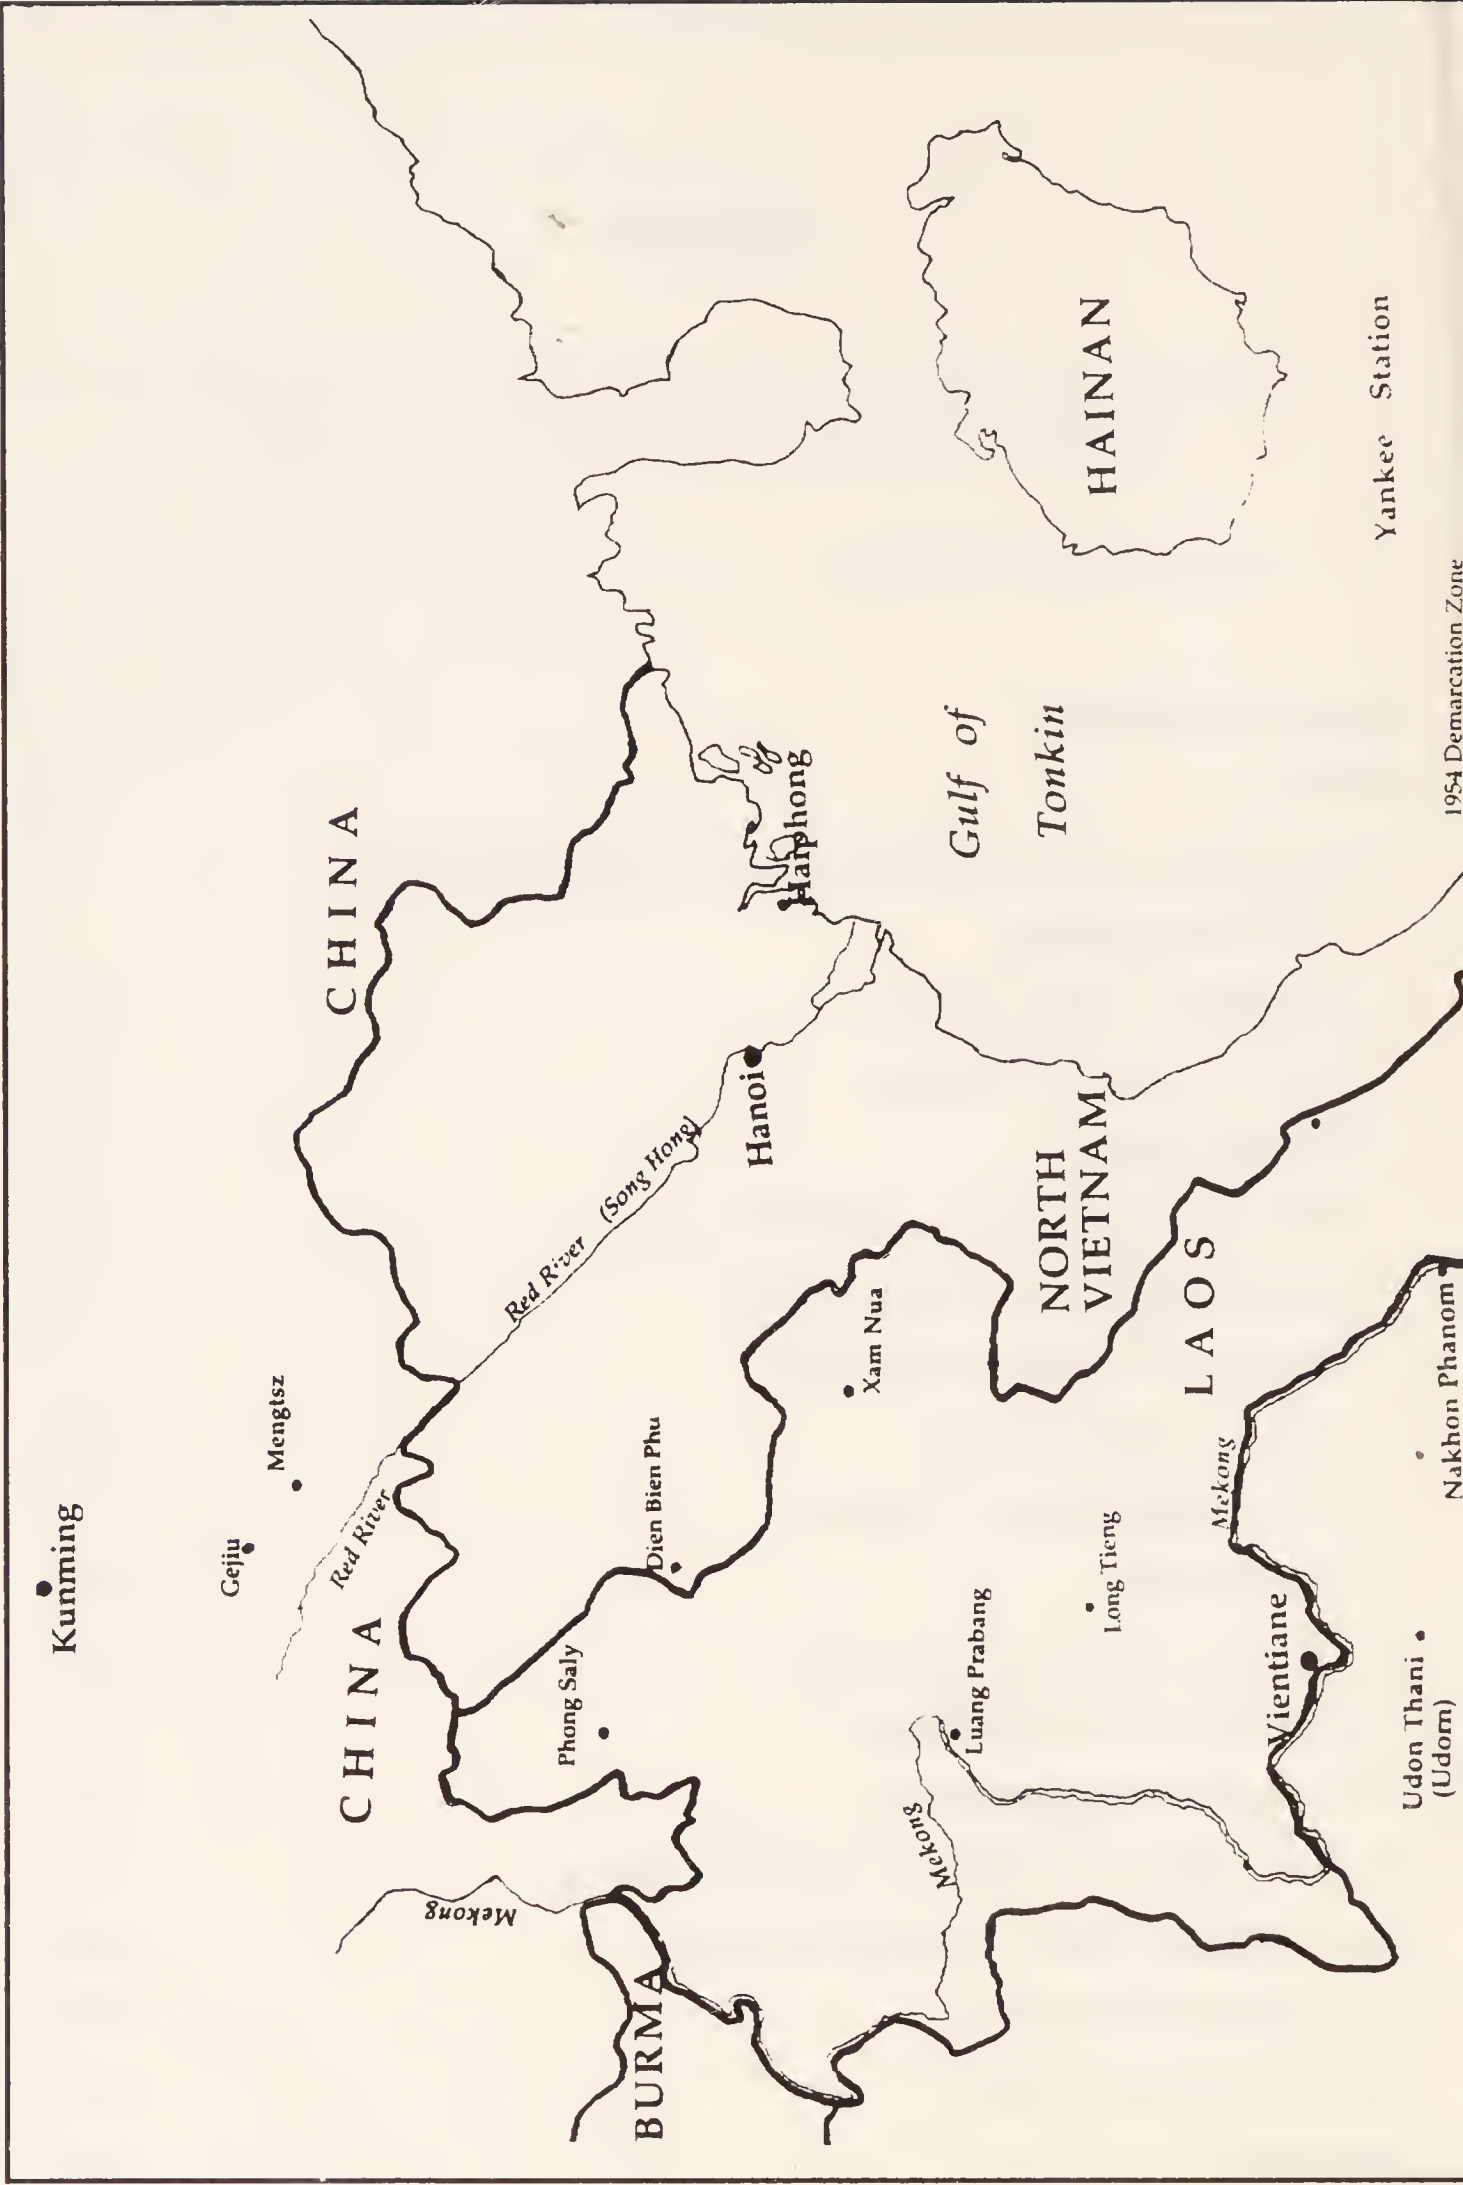 Kunming
Gejiu
Mengtsz
Red River
CHINA
CHINA
Mekong
Red River (Song Hong)
Phong Saly
Dien Bien Phu
BURMA
Hanoi
Haiphong
Xam Nua
Mekong
Luang Prabang
Gulf of
Tonkin
NORTH
VIETNAM
HAINAN
Long Tieng
LAOS
Mekong
Vientiane
Yankee Station
Udon Thani
(Udorn)
Nakhon Phanom
1954 Demarcation Zone